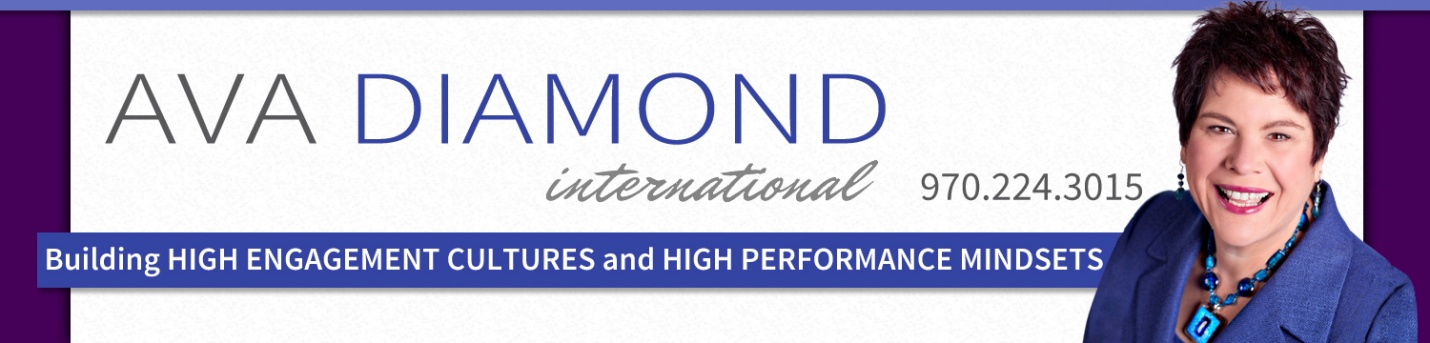 AVA DIAMOND
international
970.224.3015
Building HIGH ENGAGEMENT CULTURES and HIGH PERFORMANCE MINDSETS